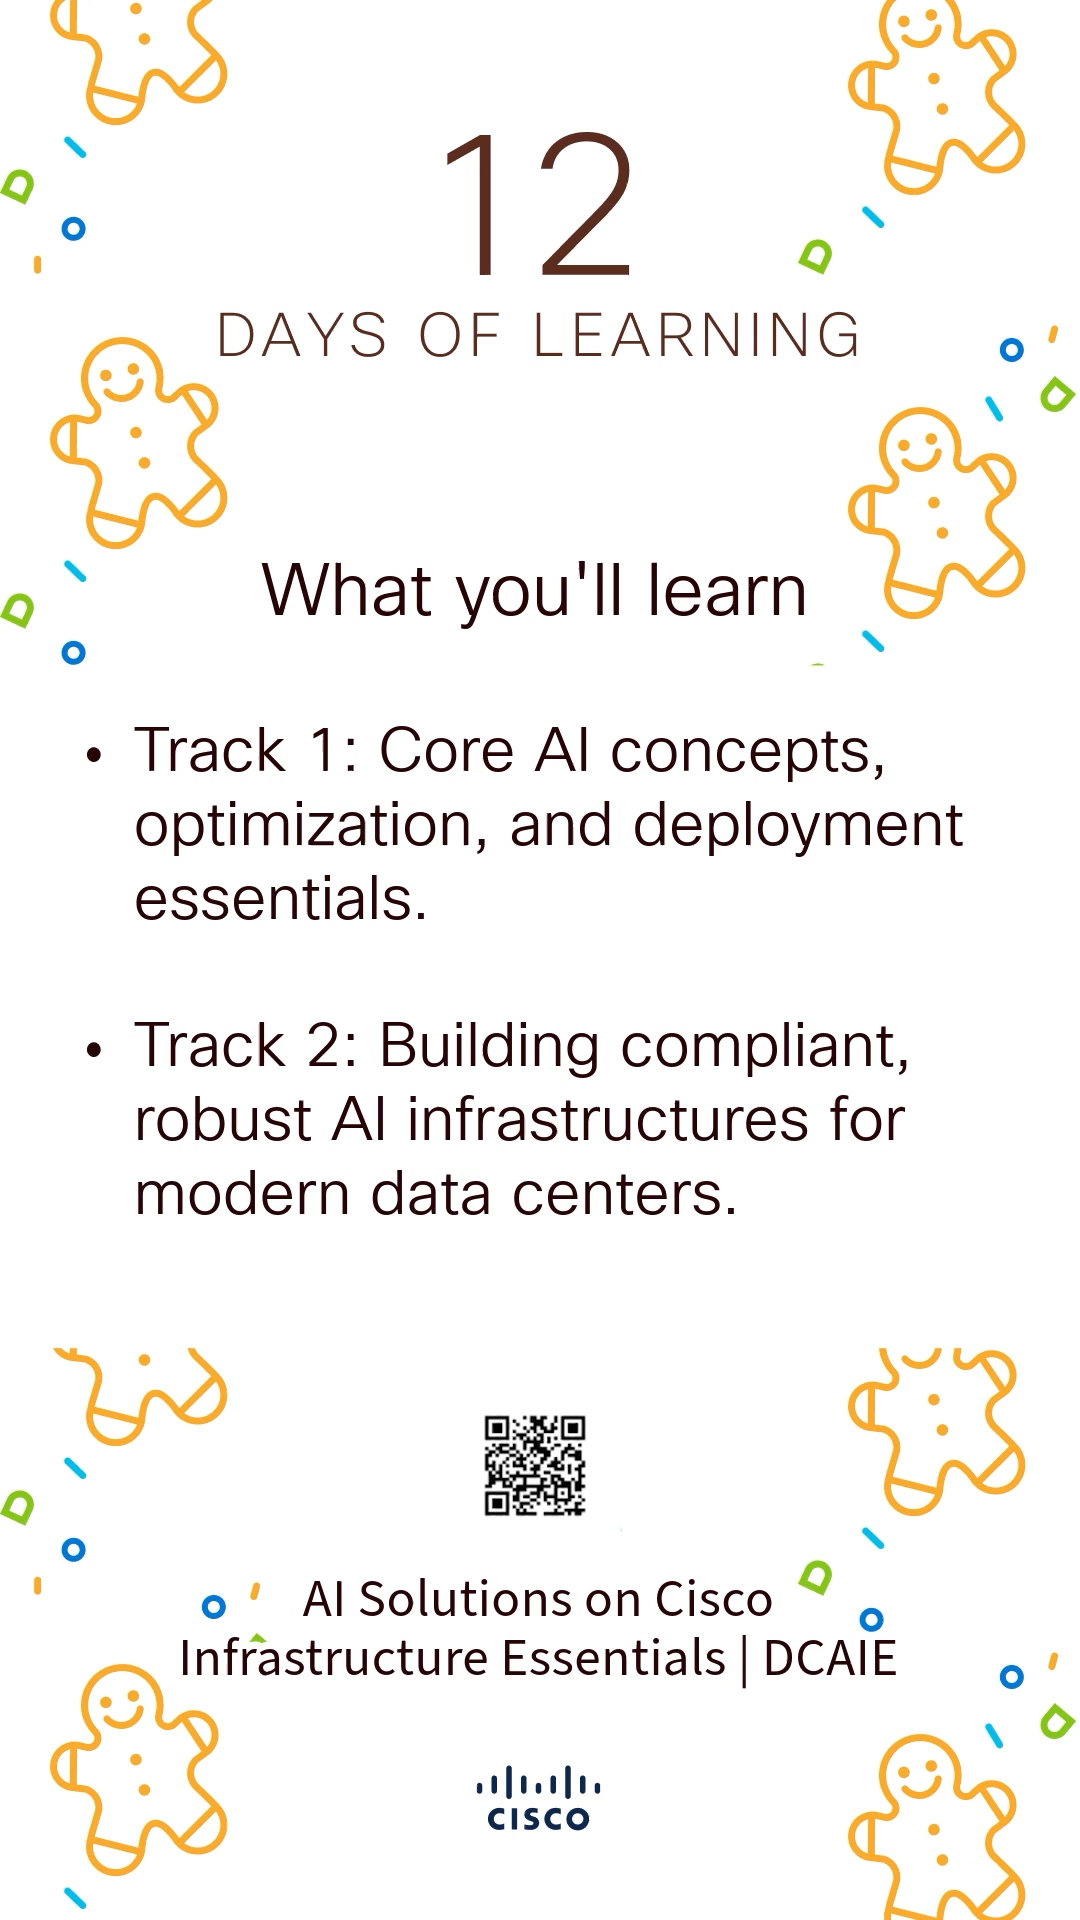 12
DAYS OF LEARNING
What you'll learn
• Track 1: Core AI concepts,
optimization, and deployment
essentials.
• Track 2: Building compliant,
robust AI infrastructures for
modern data centers.
AI Solutions on Cisco
Infrastructure Essentials | DCAIE
CISCO